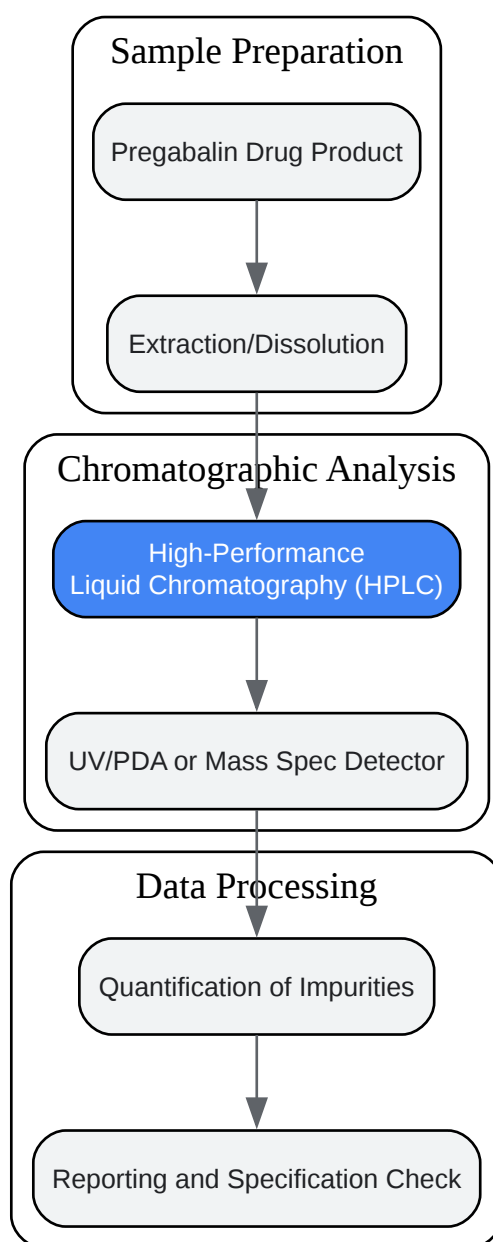 Sample Preparation
Pregabalin Drug Product
Extraction/Dissolution
Chromatographic Analysis
High-Performance
Liquid Chromatography (HPLC)
UV/PDA or Mass Spec Detector
Data Processing
Quantification of Impurities
Reporting and Specification Check